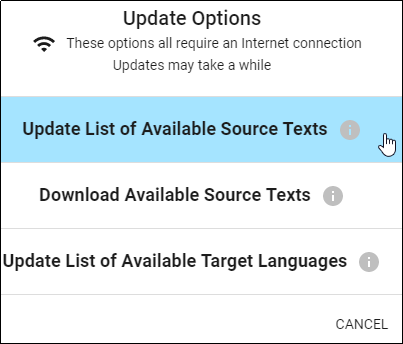 Update Options
These options all require an Internet connection
Updates may take a while
Update List of Available Source Texts
Download Available Source Texts
Update List of Available Target Languages
CANCEL